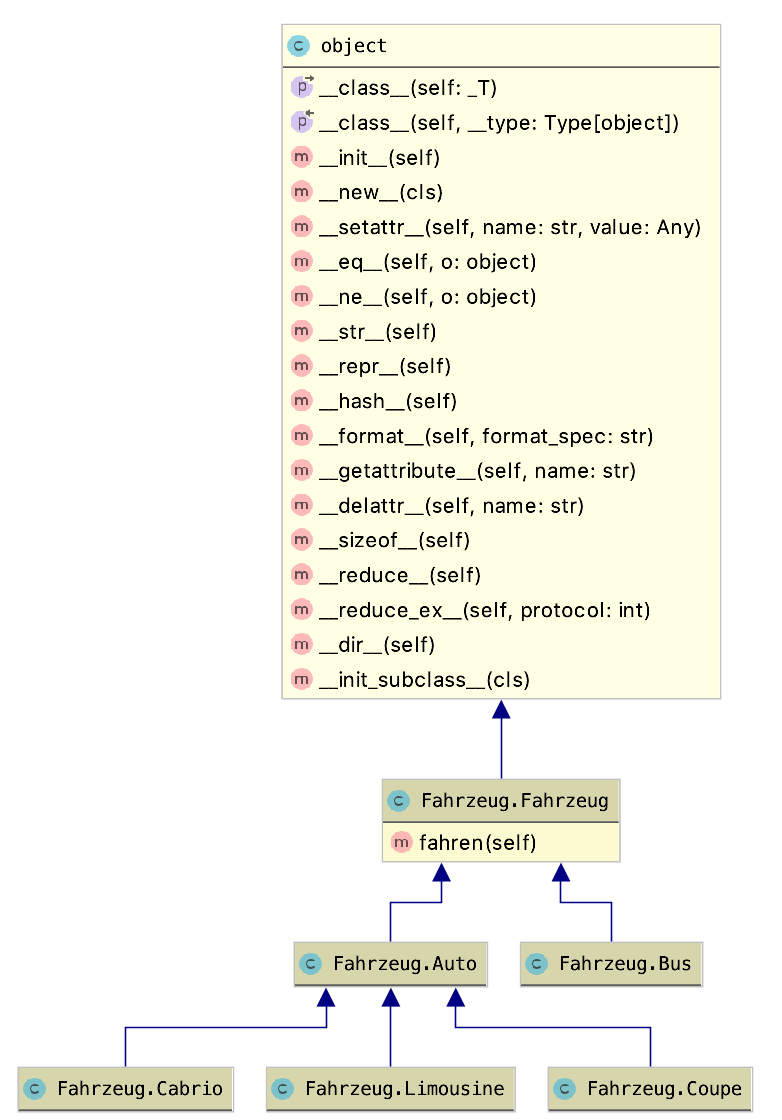 c object
p __class__(self: _T)
p __class__(self, __type: Type[object])
m __init__(self)
m __new__(cls)
m __setattr__(self, name: str, value: Any)
m __eq__(self, o: object)
m __ne__(self, o: object)
m __str__(self)
m __repr__(self)
m __hash__(self)
m __format__(self, format_spec: str)
m __getattribute__(self, name: str)
m __delattr__(self, name: str)
m __sizeof__(self)
m __reduce__(self)
m __reduce_ex__(self, protocol: int)
m __dir__(self)
m __init_subclass__(cls)
c Fahrzeug.Fahrzeug
m fahren(self)
c Fahrzeug.Auto
c Fahrzeug.Bus
c Fahrzeug.Cabrio
c Fahrzeug.Limousine
c Fahrzeug.Coupe